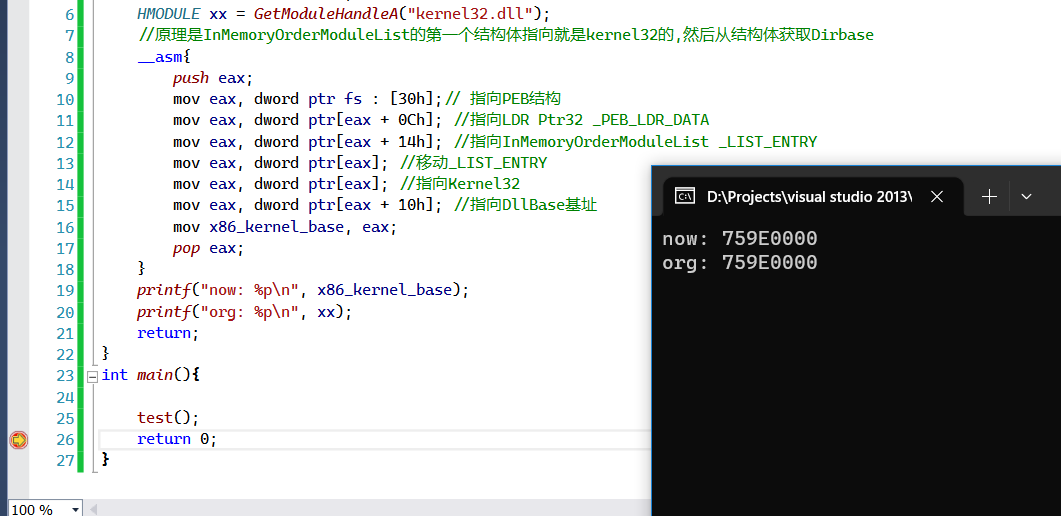 6 HMODULE xx = GetModuleHandleA("kernel32.dll");
7 //原理是InMemoryOrderModuleList的第一个结构体指向就是kernel32的,然后从结构体获取Dirbase
8 __asm{
9 push eax;
10 mov eax, dword ptr fs : [30h];// 指向PEB结构
11 mov eax, dword ptr[eax + 0Ch]; //指向LDR Ptr32 _PEB_LDR_DATA
12 mov eax, dword ptr[eax + 14h]; //指向InMemoryOrderModuleList _LIST_ENTRY
13 mov eax, dword ptr[eax]; //移动_LIST_ENTRY
14 mov eax, dword ptr[eax]; //指向Kernel32
15 mov eax, dword ptr[eax + 10h]; //指向DllBase基址
16 mov x86_kernel_base, eax;
17 pop eax;
18 }
19 printf("now: %p\n", x86_kernel_base);
20 printf("org: %p\n", xx);
21 return;
22 }
23 int main(){
24
25 test();
26 return 0;
27 }
100 %
D:\Projects\visual studio 2013\
now: 759E0000
org: 759E0000